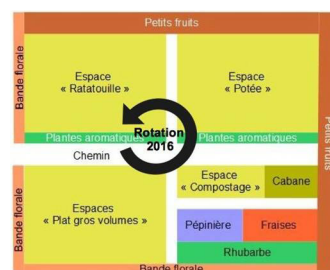 Petits fruits
Bande florale
Espace
« Ratatouille »
Espace
« Potée »
Petits fruits
Plantes aromatiques
Rotation
2016
Plantes aromatiques
Chemin
Bande florale
Espaces
« Plat gros volumes »
Espace
« Compostage »
Cabane
Pépinière
Fraises
Rhubarbe
Bande florale